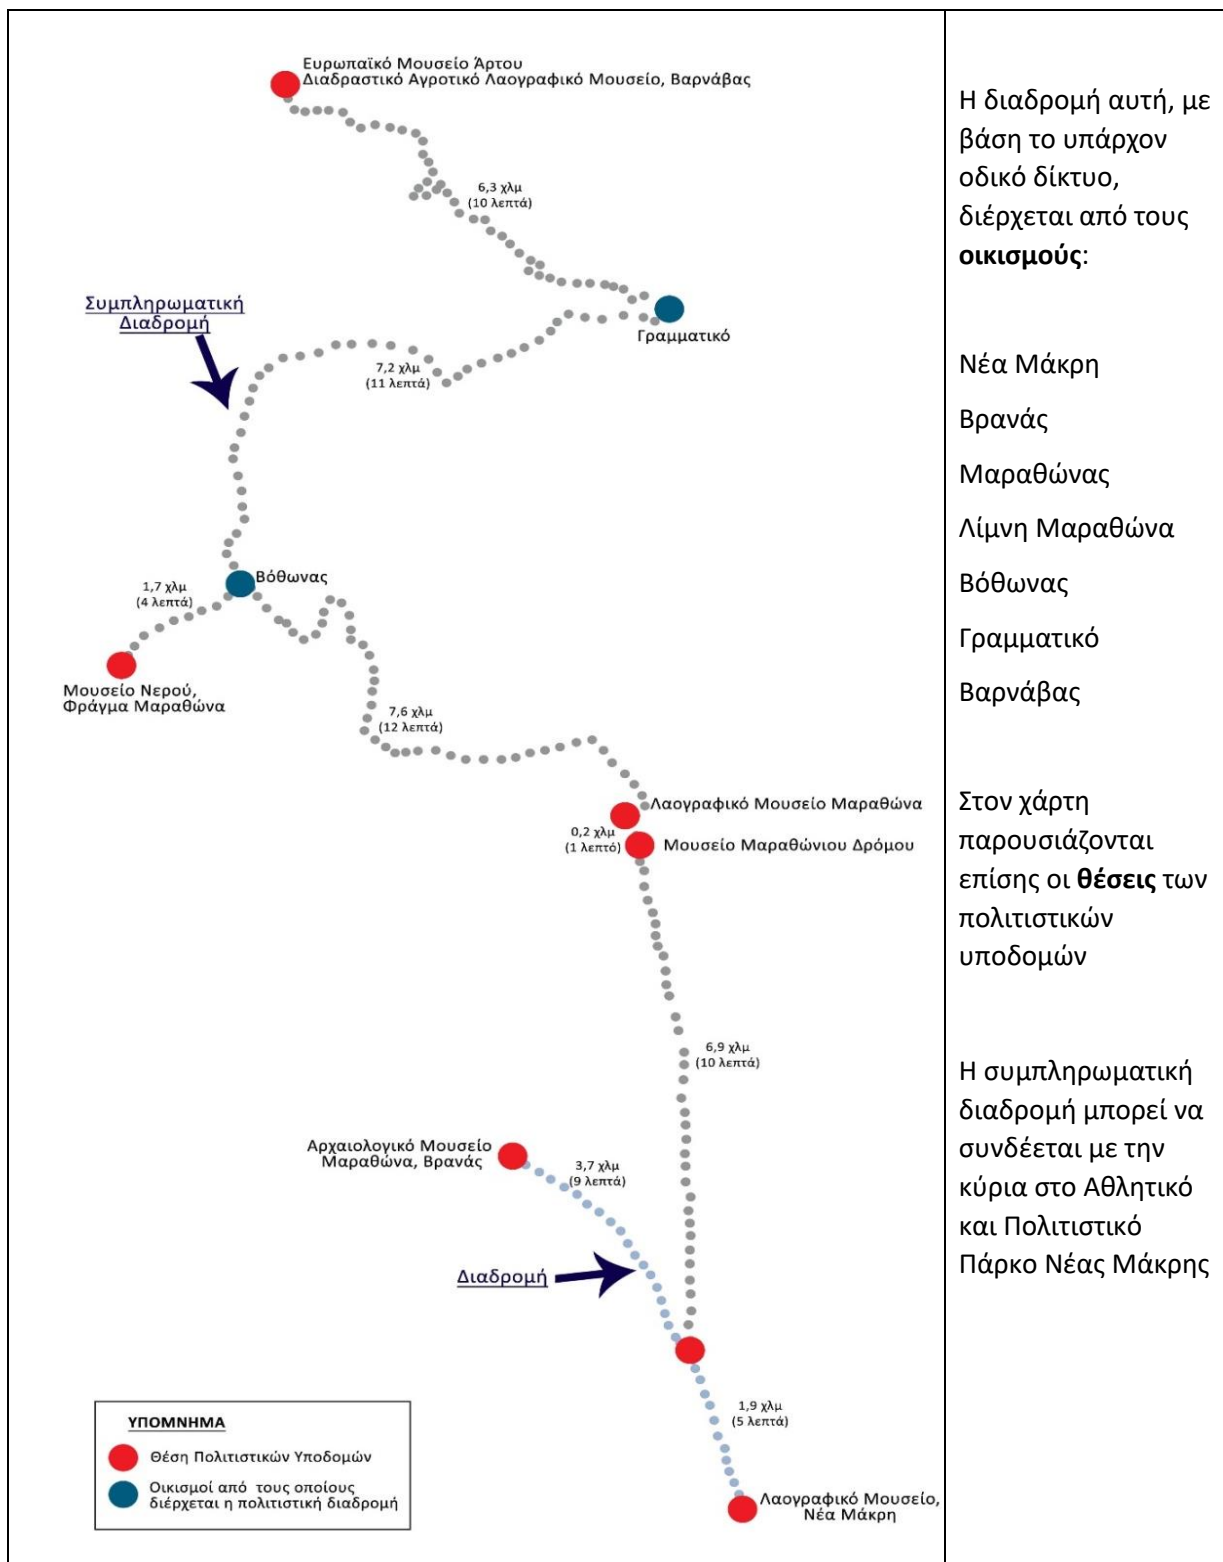 Ευρωπαϊκό Μουσείο Άρτου
Διαδραστικό Αγροτικό Λαογραφικό Μουσείο, Βαρνάβας
6,3 χλμ
(10 λεπτά)
Συμπληρωματική
Διαδρομή
Γραμματικό
7,2 χλμ
(11 λεπτά)
Βόθωνας
1,7 χλμ
(4 λεπτά)
Μουσείο Νερού,
Φράγμα Μαραθώνα
7,6 χλμ
(12 λεπτά)
Λαογραφικό Μουσείο Μαραθώνα
0,2 χλμ
(1 λεπτό)
Μουσείο Μαραθώνιου Δρόμου
6,9 χλμ
(10 λεπτά)
Αρχαιολογικό Μουσείο
Μαραθώνα, Βρανάς
3,7 χλμ
(9 λεπτά)
Διαδρομή
1,9 χλμ
(5 λεπτά)
Λαογραφικό Μουσείο,
Νέα Μάκρη
ΥΠΟΜΝΗΜΑ
Θέση Πολιτιστικών Υποδομών
Οικισμοί από τους οποίους
διέρχεται η πολιτιστική διαδρομή
Η διαδρομή αυτή, με
βάση το υπάρχον
οδικό δίκτυο,
διέρχεται από τους
οικισμούς:
Νέα Μάκρη
Βρανάς
Μαραθώνας
Λίμνη Μαραθώνα
Βόθωνας
Γραμματικό
Βαρνάβας
Στον χάρτη
παρουσιάζονται
επίσης οι θέσεις των
πολιτιστικών
υποδομών
Η συμπληρωματική
διαδρομή μπορεί να
συνδέεται με την
κύρια στο Αθλητικό
και Πολιτιστικό
Πάρκο Νέας Μάκρης